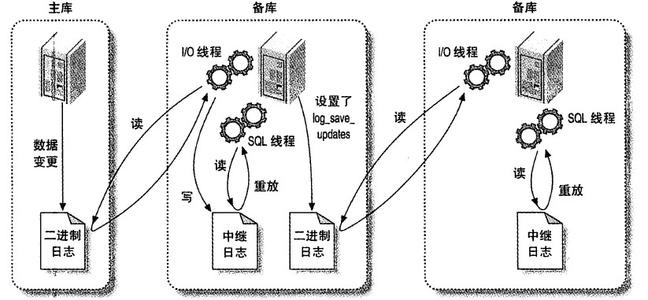 主库
备库
备库
I/O 线程
I/O 线程
设置了
log_save_
updates
读
读
SQL 线程
SQL 线程
数据
变更
读
重放
读
重放
写
二进制
日志
中继
日志
二进制
日志
中继
日志